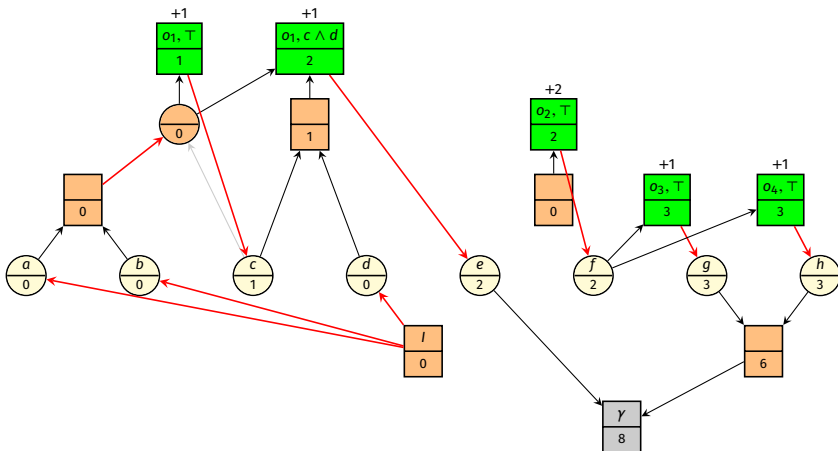 +1 +1
o₁, ⊤ o₁, c ∧ d
1 2
+2
o₂, ⊤
0 1 2
+1 +1
o₃, ⊤ o₄, ⊤
0 0 3 3
a b c d e f g h
0 0 1 0 2 2 3 3
I
0 6
γ
8